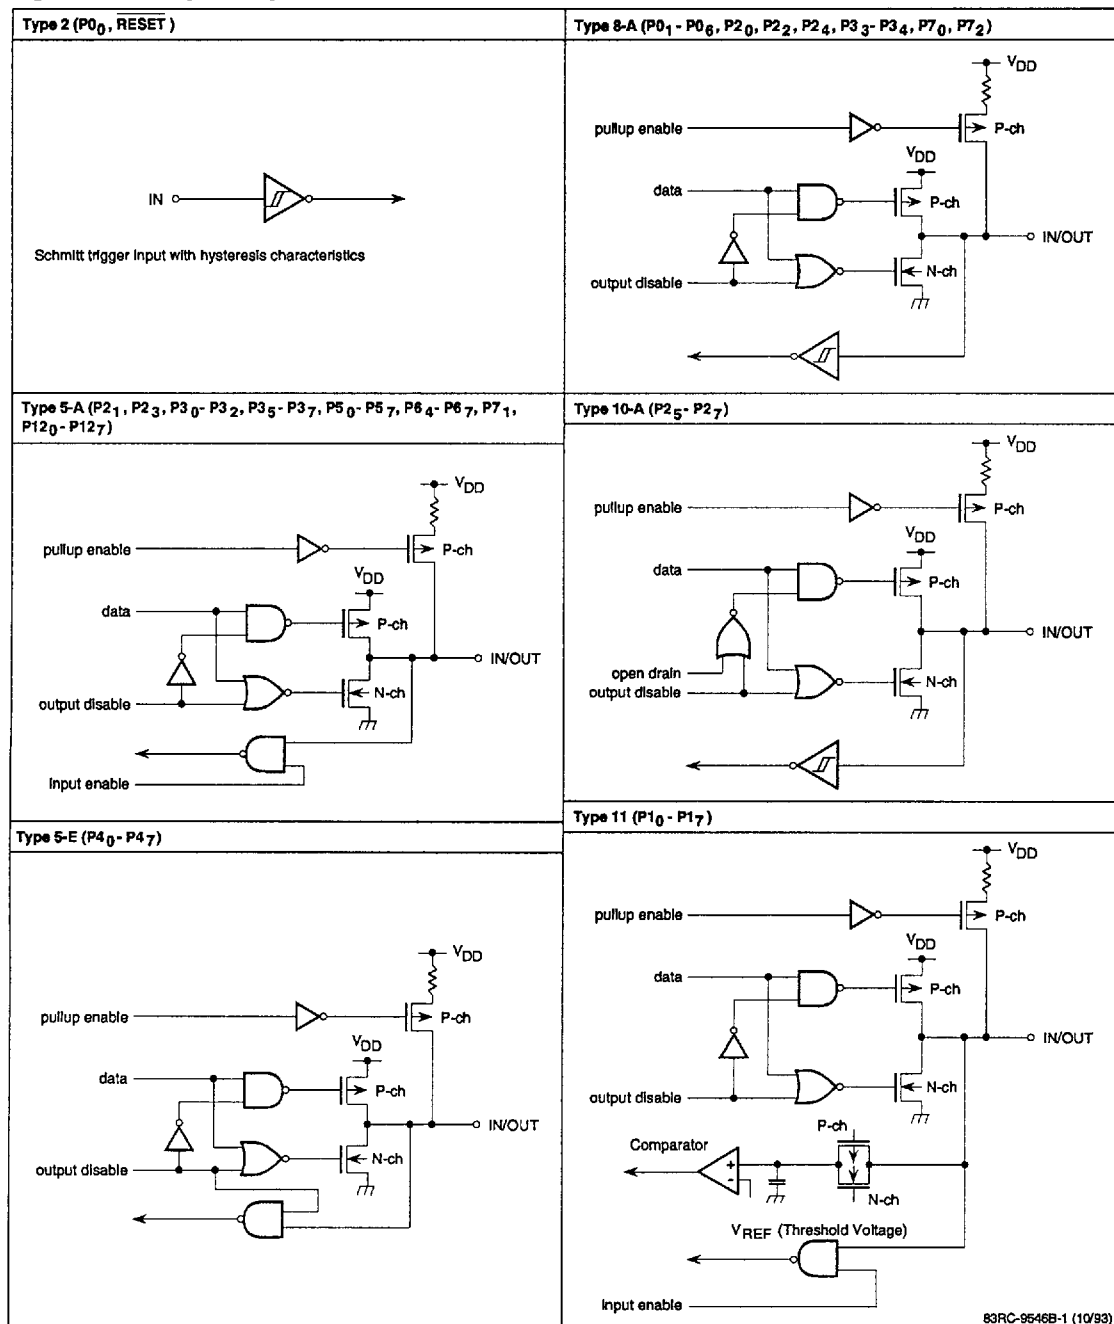 Type 2 (P0₀, RESET)
IN
Schmitt trigger input with hysteresis characteristics
Type 8-A (P0₁ - P0₆, P2₀, P2₂, P2₄, P3₃- P3₄, P7₀, P7₂)
VDD
pullup enable
P-ch
VDD
data
P-ch
IN/OUT
output disable
N-ch
Type 5-A (P2₁, P2₃, P3₀- P3₂, P3₅- P3₇, P5₀- P5₇, P6₄- P6₇, P7₁,
P12₀- P12₇)
VDD
pullup enable
P-ch
VDD
data
P-ch
IN/OUT
N-ch
output disable
Input enable
Type 10-A (P2₅- P2₇)
VDD
pullup enable
P-ch
VDD
data
P-ch
IN/OUT
open drain
output disable
N-ch
Type 5-E (P4₀- P4₇)
VDD
pullup enable
P-ch
VDD
data
P-ch
IN/OUT
output disable
N-ch
Type 11 (P1₀ - P1₇)
VDD
pullup enable
P-ch
VDD
data
P-ch
IN/OUT
output disable
N-ch
P-ch
Comparator
+
-
N-ch
VREF (Threshold Voltage)
Input enable
83RC-9546B-1 (10/93)